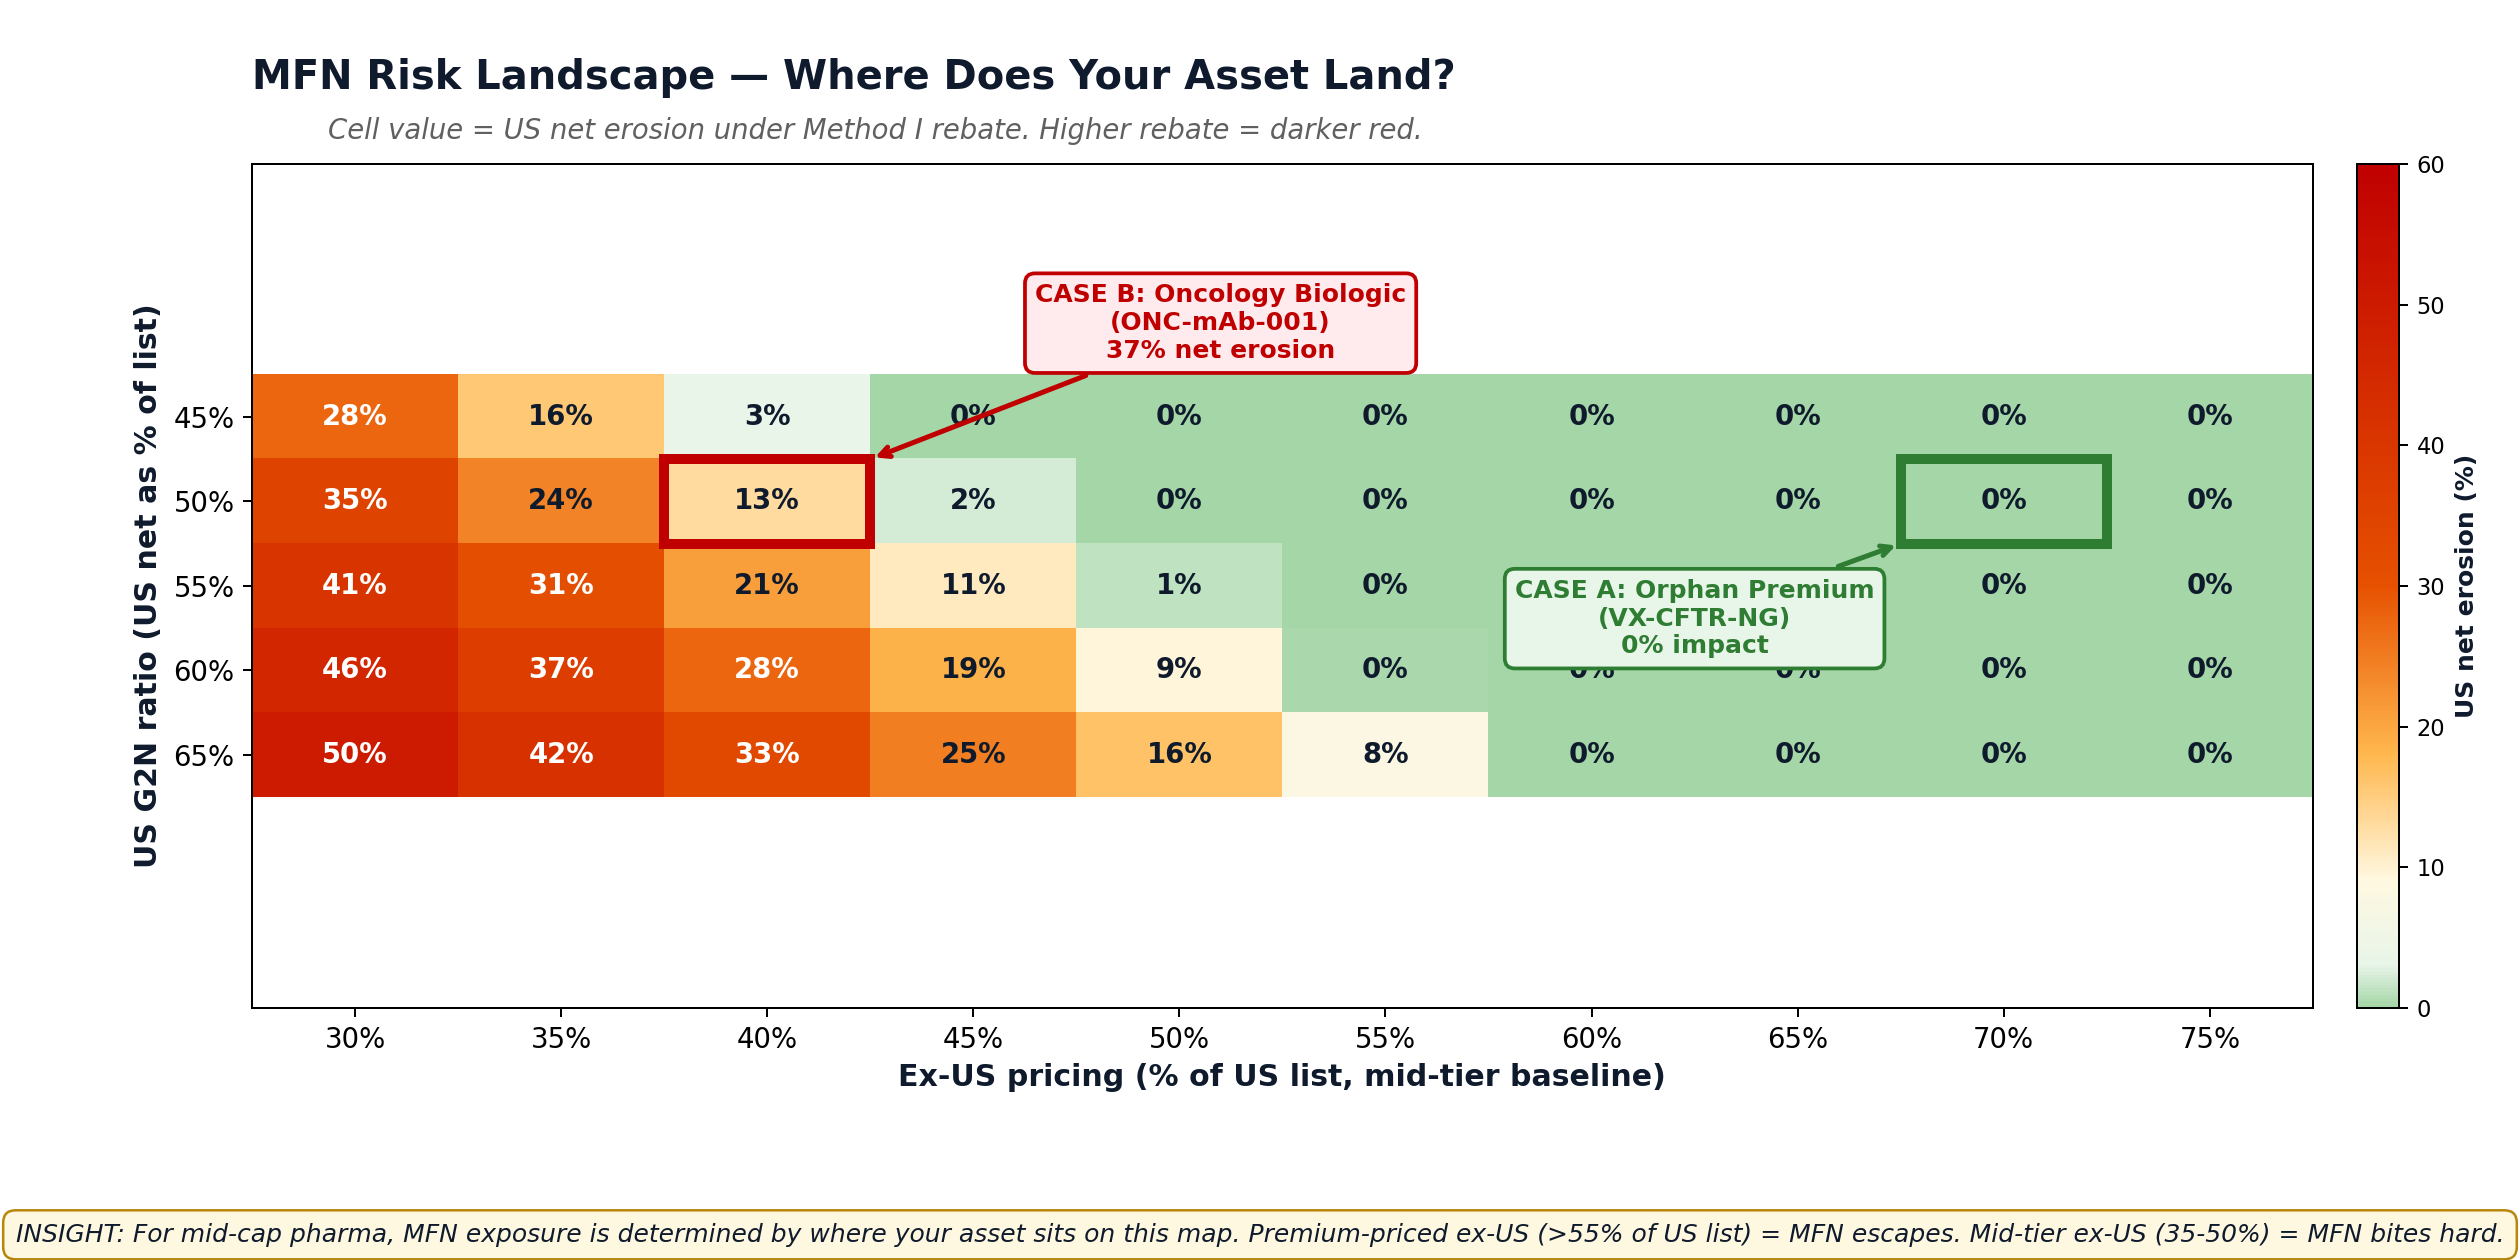 MFN Risk Landscape — Where Does Your Asset Land?
Cell value = US net erosion under Method I rebate. Higher rebate = darker red.
CASE B: Oncology Biologic
(ONC-mAb-001)
37% net erosion
US G2N ratio (US net as % of list)
45% 28% 16% 3% 0% 0% 0% 0% 0% 0% 0%
50% 35% 24% 13% 2% 0% 0% 0% 0% 0% 0%
55% 41% 31% 21% 11% 1% 0% 0% 0%
CASE A: Orphan Premium
(VX-CFTR-NG)
0% impact
60% 46% 37% 28% 19% 9% 0% 0% 0% 0% 0%
65% 50% 42% 33% 25% 16% 8% 0% 0% 0% 0%
30% 35% 40% 45% 50% 55% 60% 65% 70% 75%
Ex-US pricing (% of US list, mid-tier baseline)
60
50
40
30
20
10
0
US net erosion (%)
INSIGHT: For mid-cap pharma, MFN exposure is determined by where your asset sits on this map. Premium-priced ex-US (>55% of US list) = MFN escapes. Mid-tier ex-US (35-50%) = MFN bites hard.